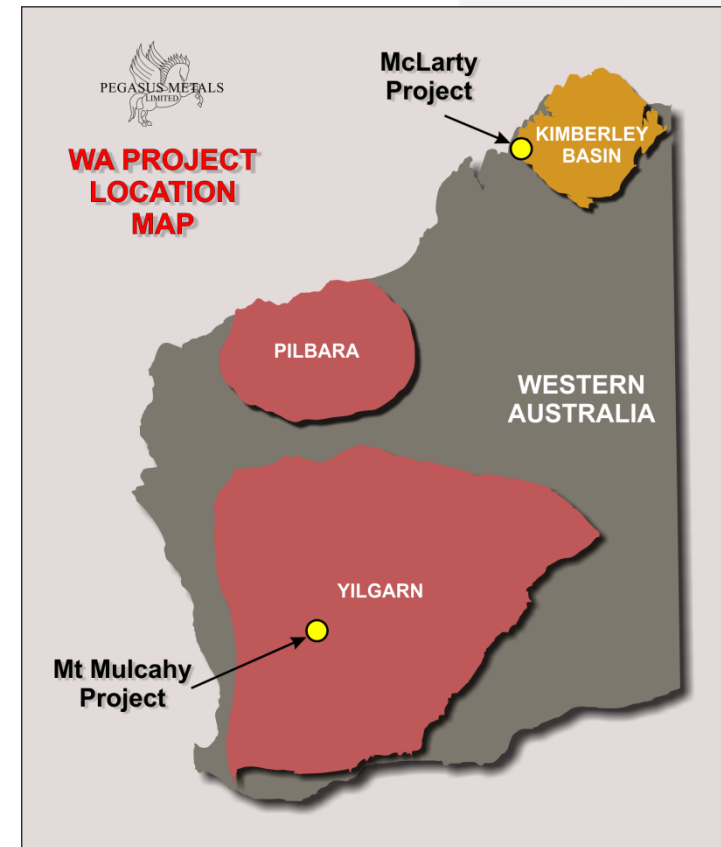 PEGASUS METALS
LIMITED
WA PROJECT
LOCATION
MAP
McLarty
Project
KIMBERLEY
BASIN
PILBARA
WESTERN
AUSTRALIA
YILGARN
Mt Mulcahy
Project